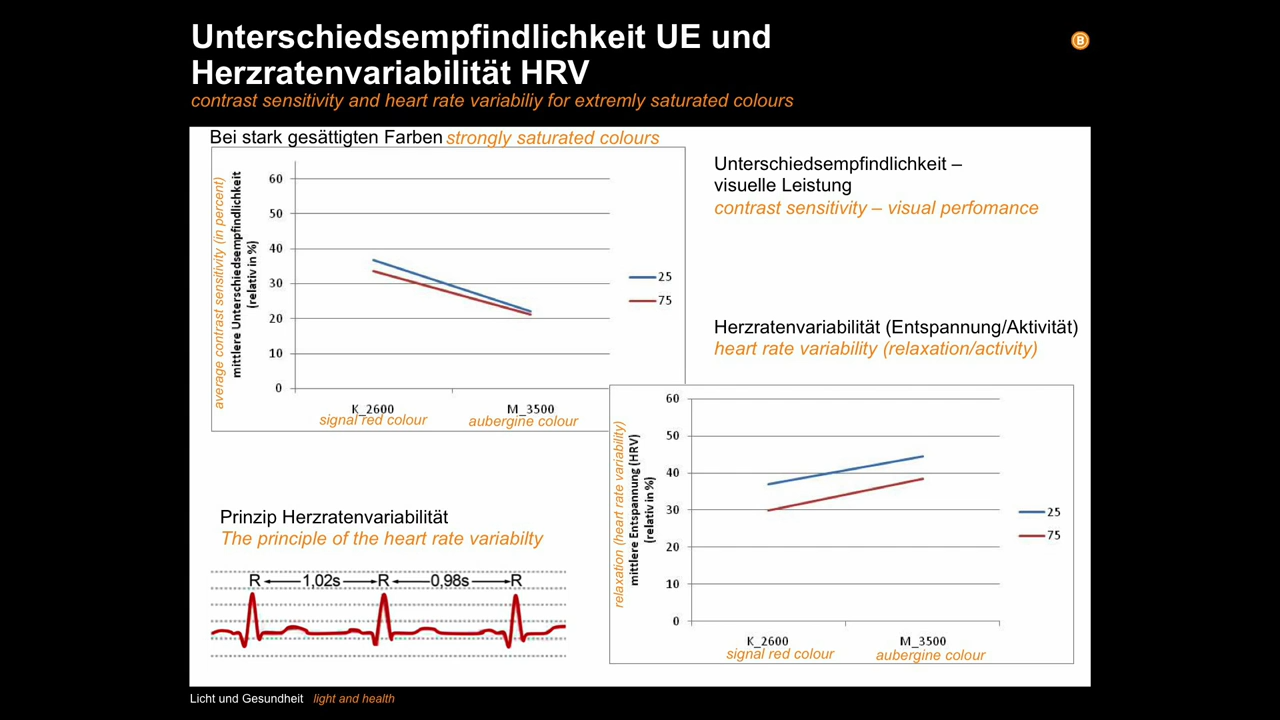 Unterschiedsempfindlichkeit UE und
Herzratenvariabilität HRV
contrast sensitivity and heart rate variabiliy for extremly saturated colours
B
Bei stark gesättigten Farben strongly saturated colours
average contrast sensitivity (in percent)
mittlere Unterschiedsempfindlichkeit
(relativ in %)
60
50
40
30
20
10
0
K_2600
signal red colour
M_3500
aubergine colour
25
75
Unterschiedsempfindlichkeit –
visuelle Leistung
contrast sensitivity – visual perfomance
Herzratenvariabilität (Entspannung/Aktivität)
heart rate variability (relaxation/activity)
relaxation (heart rate variability)
mittlere Entspannung (HRV)
(relativ in %)
60
50
40
30
20
10
0
K_2600
signal red colour
M_3500
aubergine colour
25
75
Prinzip Herzratenvariabilität
The principle of the heart rate variabilty
R 1,02s R 0,98s R
Licht und Gesundheit light and health